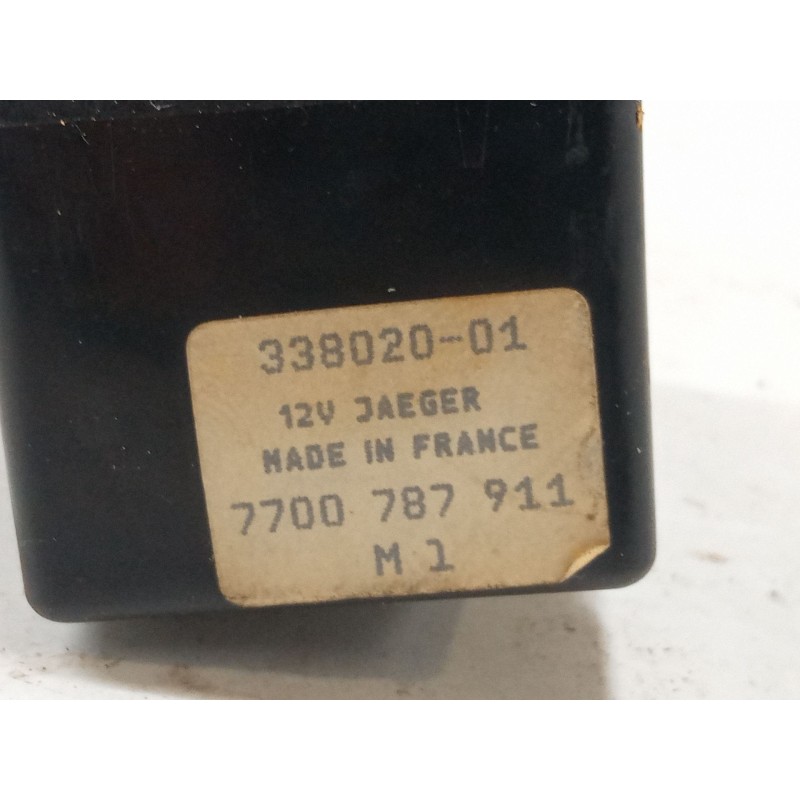 338020-01
12V JAEGER
MADE IN FRANCE
7700 787 911
M 1